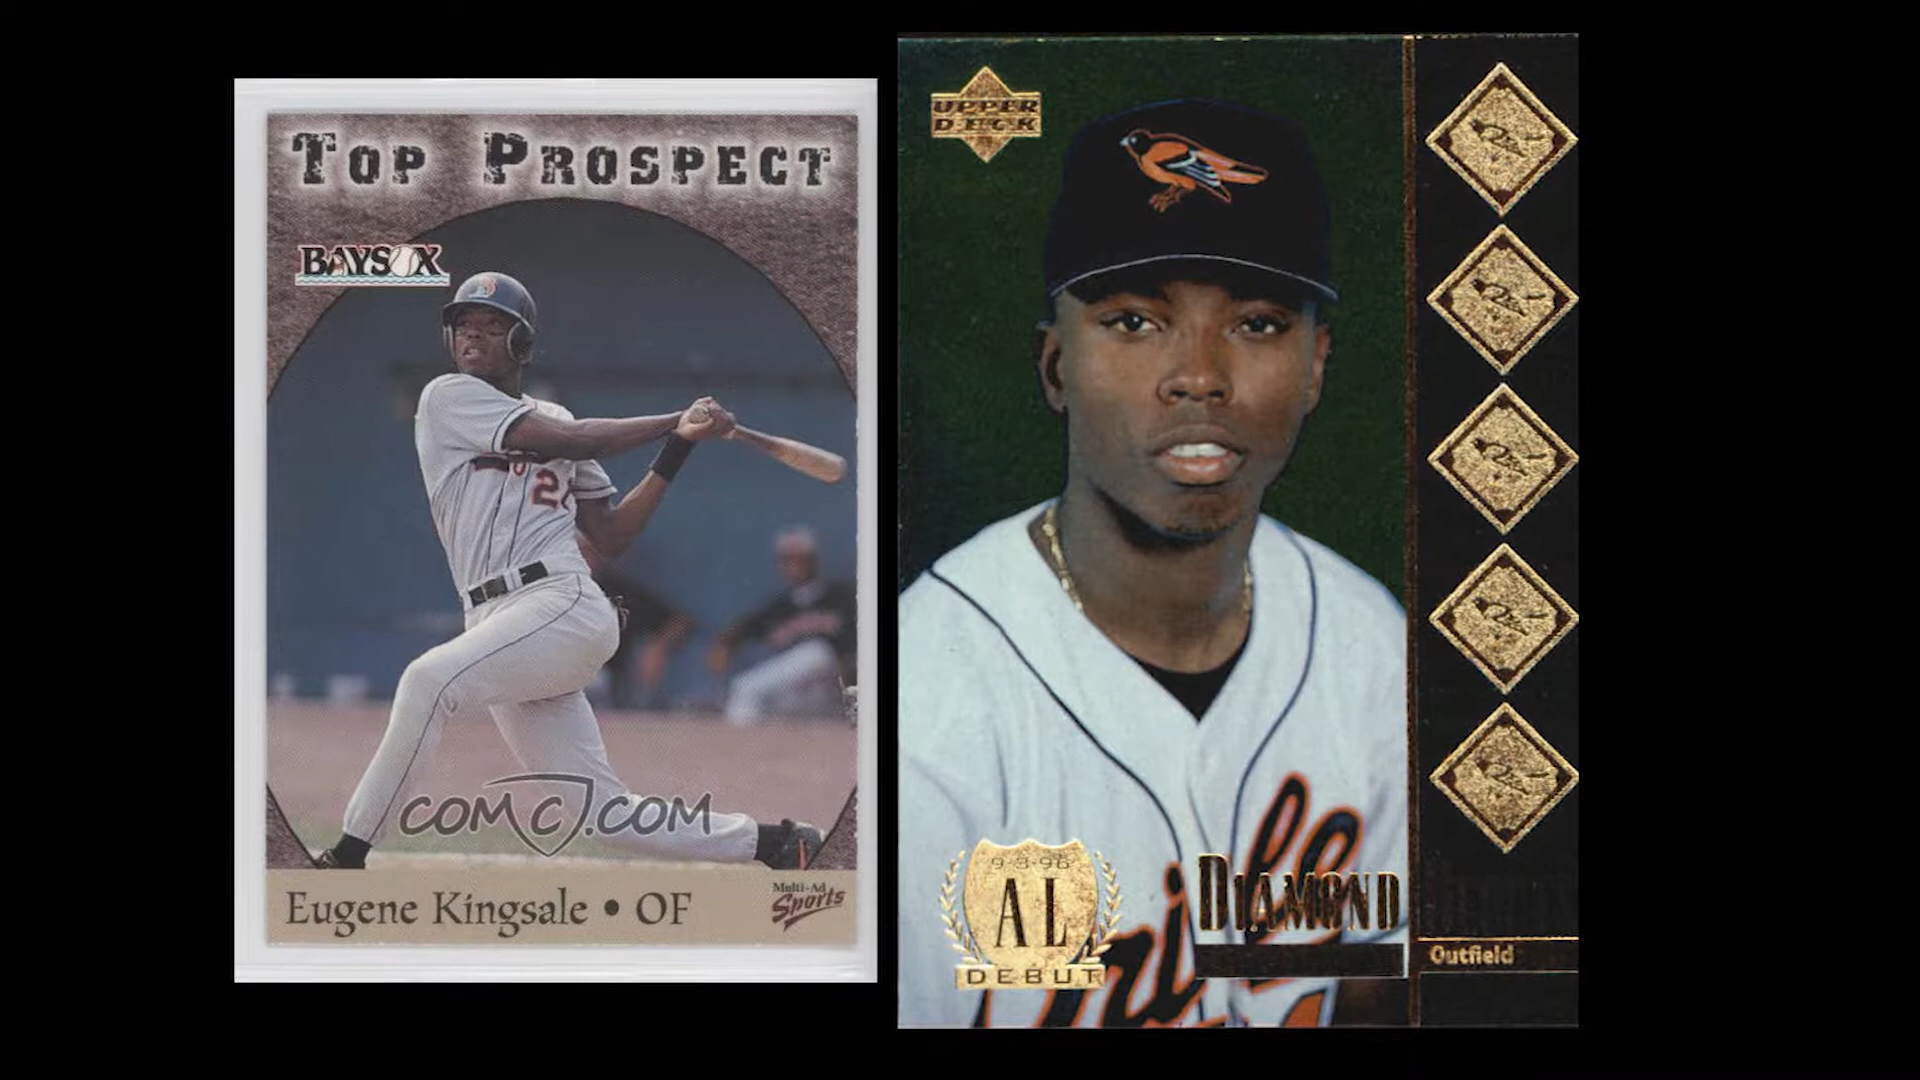 TOP PROSPECT
BAYSOX
B
O
2
COMC.COM
Eugene Kingsale • OF
Multi-Ad
Sports
UPPER
DECK
9-3-96
AL
DEBUT
DIAMOND
Outfield